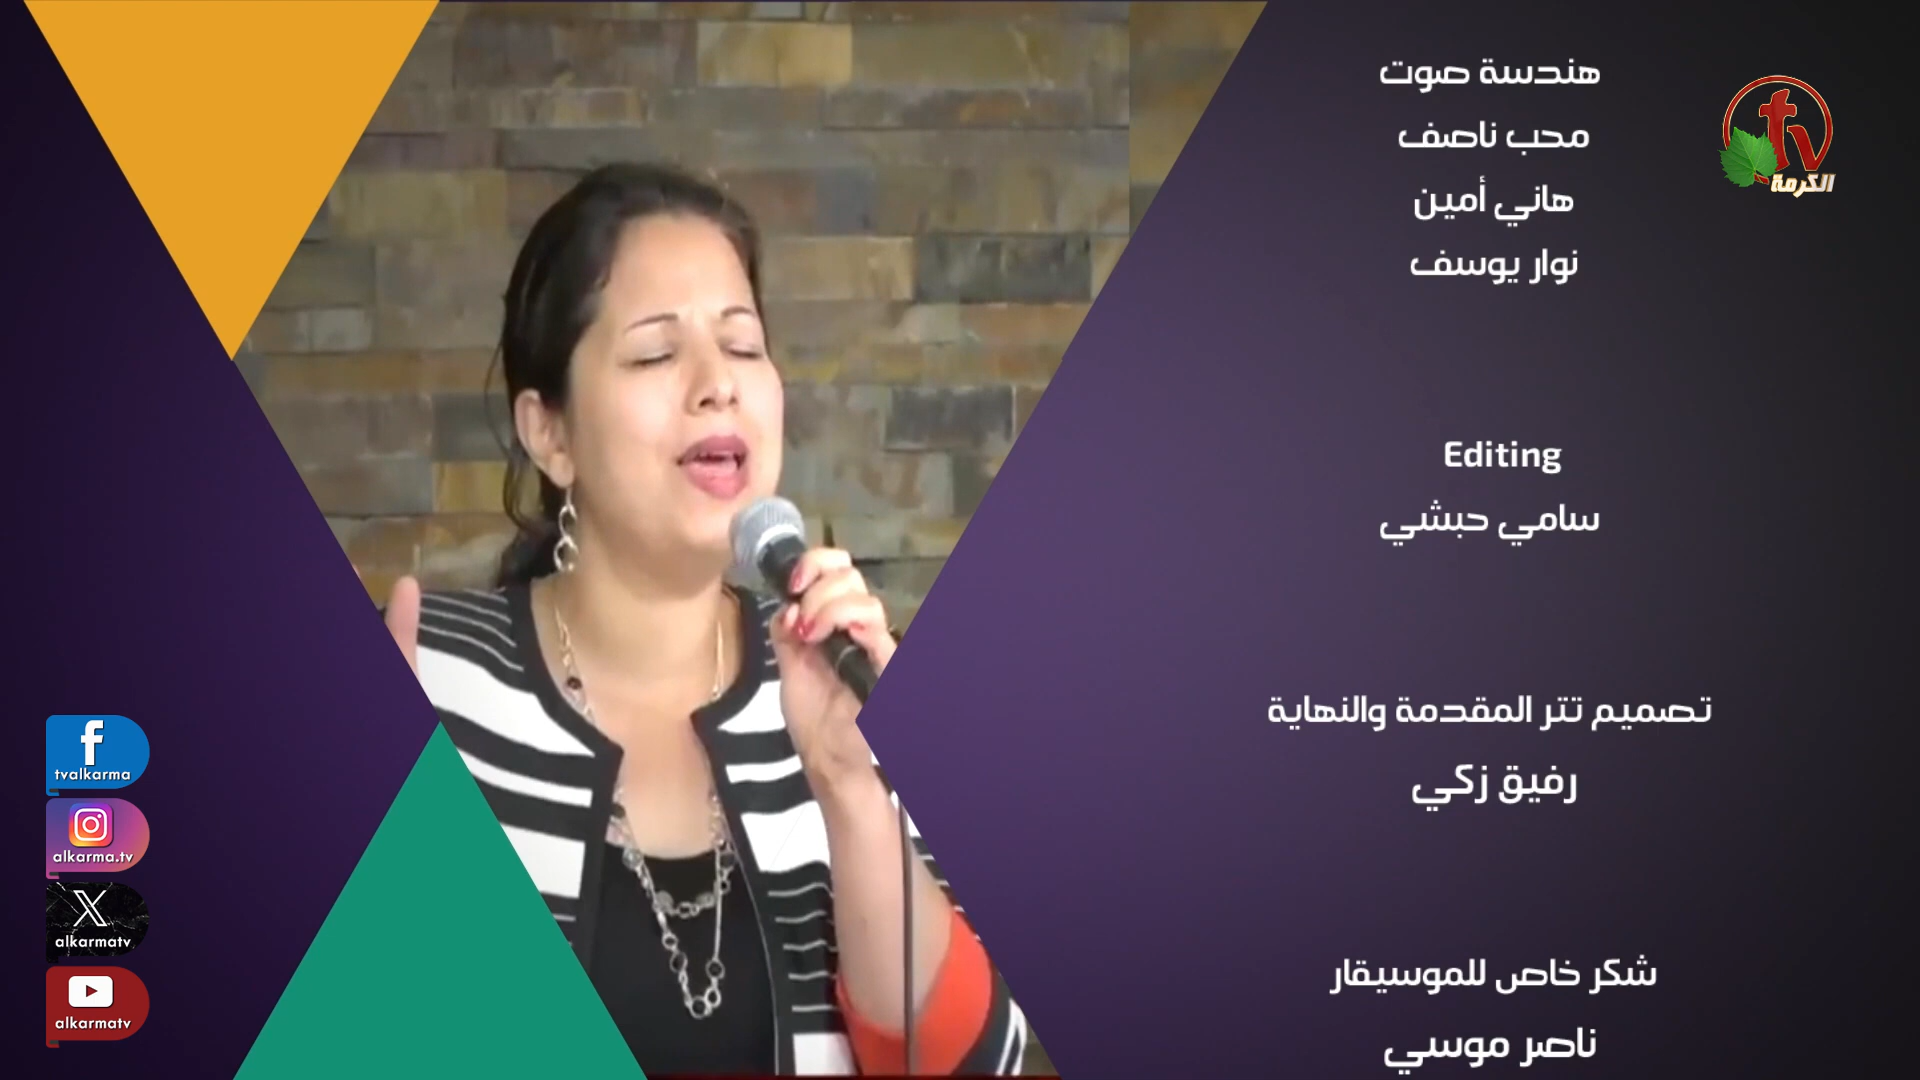 هندسة صوت
محب ناصف
هاني أمين
نوار يوسف
Editing
سامي حبشي
تصميم تتر المقدمة والنهاية
رفيق زكي
شكر خاص للموسيقار
ناصر موسي
tv
الكرمة
tvalkarma
alkarma.tv
alkarmatv
alkarmatv